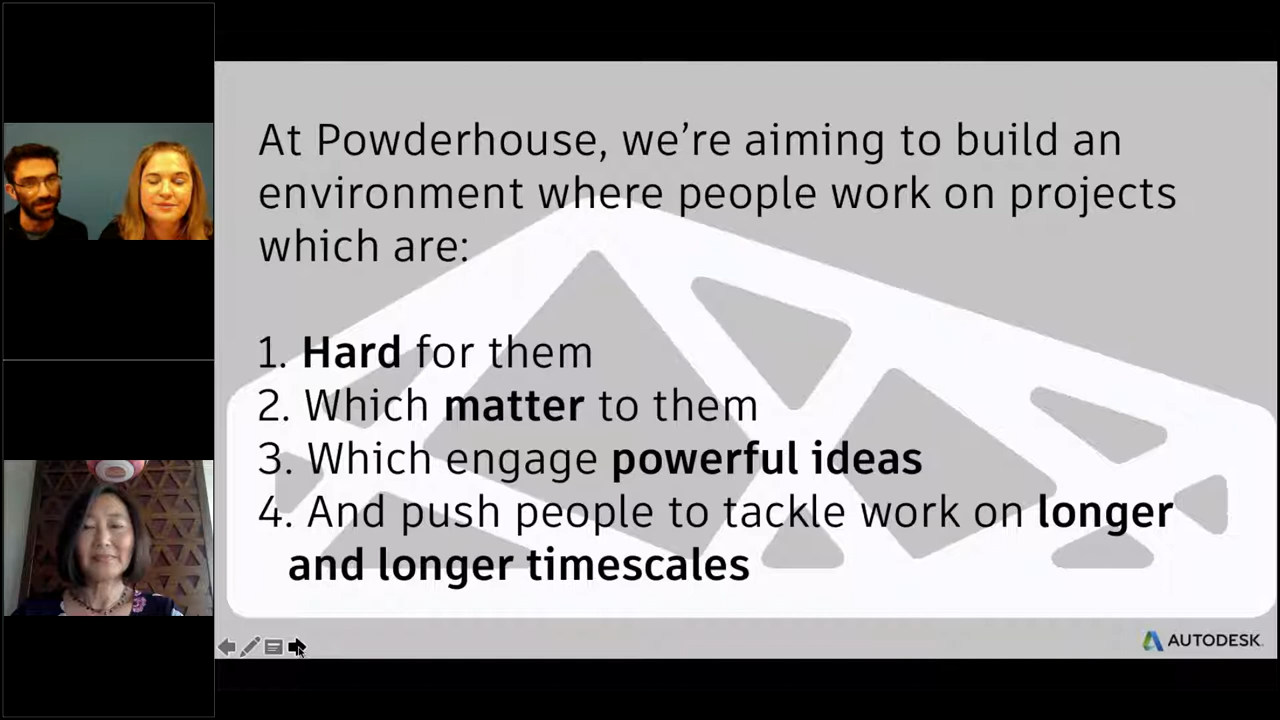 At Powderhouse, we're aiming to build an
environment where people work on projects
which are:
1. Hard for them
2. Which matter to them
3. Which engage powerful ideas
4. And push people to tackle work on longer
and longer timescales
AUTODESK.